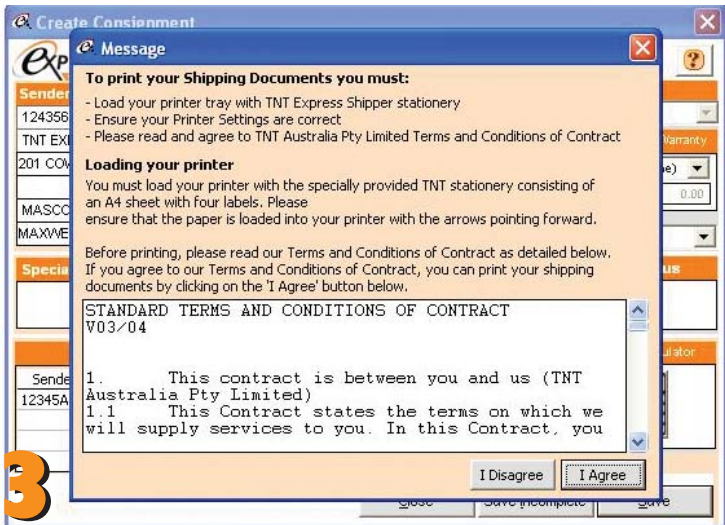 Create Consignment
Message
To print your Shipping Documents you must:
- Load your printer tray with TNT Express Shipper stationery
- Ensure your Printer Settings are correct
- Please read and agree to TNT Australia Pty Limited Terms and Conditions of Contract
Loading your printer
You must load your printer with the specially provided TNT stationery consisting of
an A4 sheet with four labels. Please
ensure that the paper is loaded into your printer with the arrows pointing forward.
Before printing, please read our Terms and Conditions of Contract as detailed below.
If you agree to our Terms and Conditions of Contract, you can print your shipping
documents by clicking on the 'I Agree' button below.
STANDARD TERMS AND CONDITIONS OF CONTRACT
V03/04
1. This contract is between you and us (TNT
Australia Pty Limited)
1.1 This Contract states the terms on which we
will supply services to you. In this Contract, you
I Disagree I Agree
Sender
124356
TNT EX
201 COW
MASCO
MAXWE
Specia
Sende
12345A
Warranty
0.00
us
ulator
3
Close Save Incomplete Save